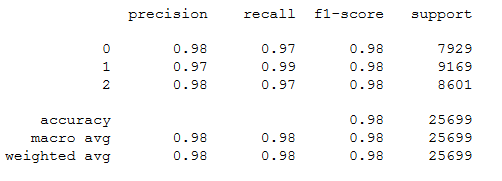 precision recall f1-score support
0 0.98 0.97 0.98 7929
1 0.97 0.99 0.98 9169
2 0.98 0.97 0.98 8601
accuracy 0.98 25699
macro avg 0.98 0.98 0.98 25699
weighted avg 0.98 0.98 0.98 25699